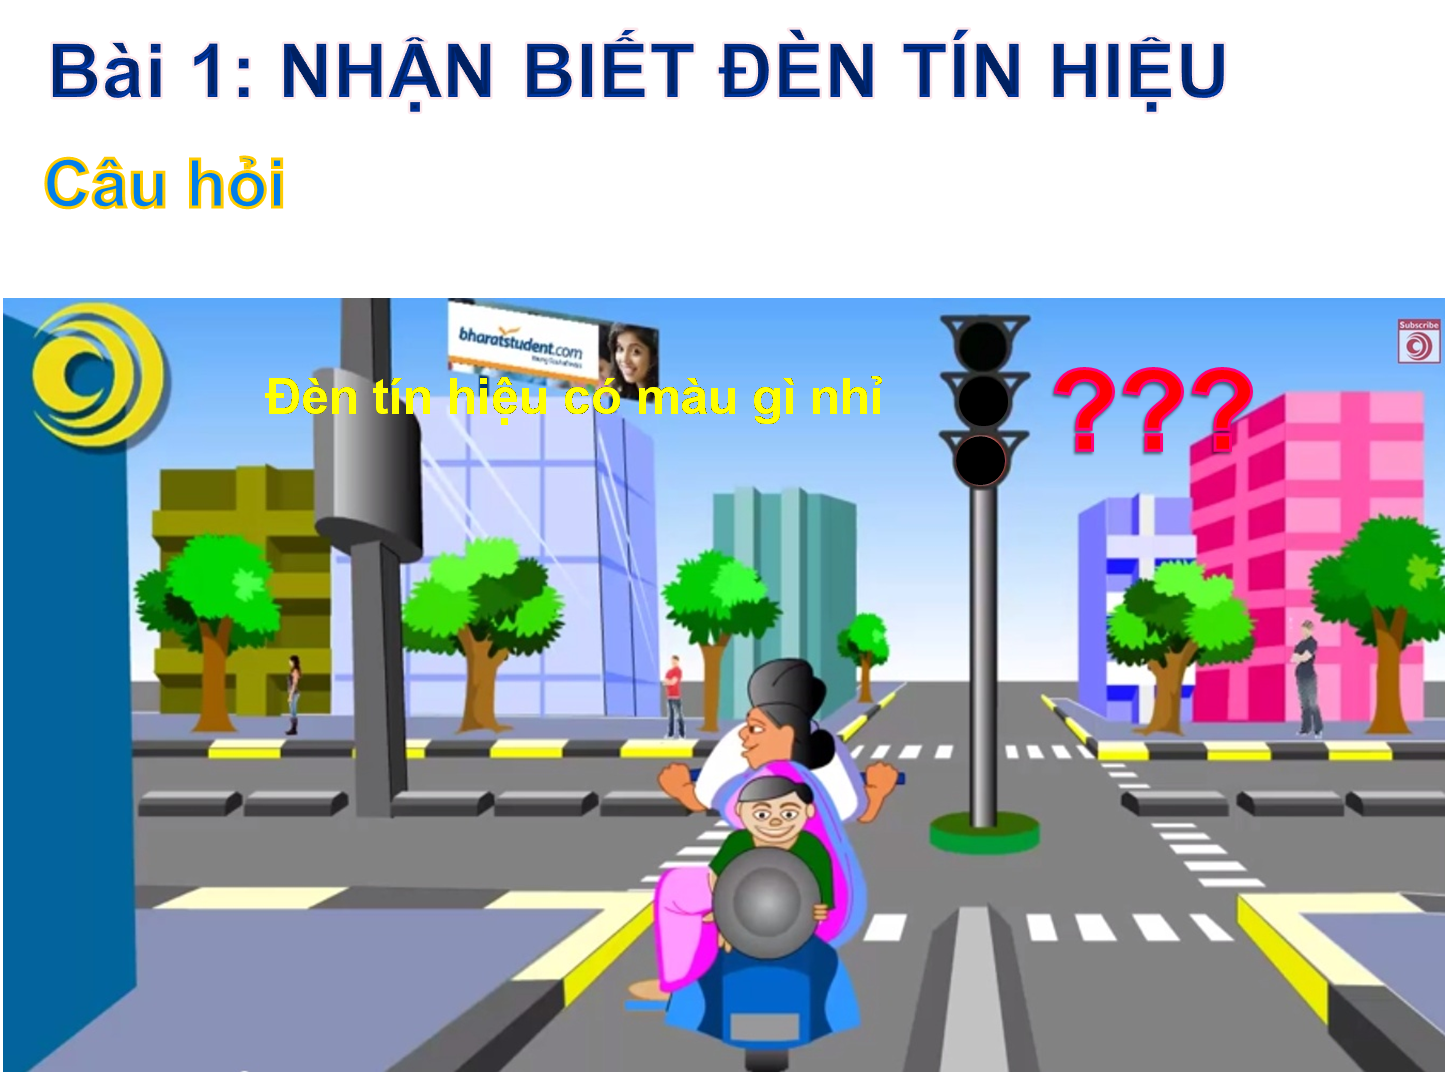 Bài 1: NHẬN BIẾT ĐÈN TÍN HIỆU
Câu hỏi
bharatstudent.com
Subscribe
Đèn tín hiệu có màu gì nhỉ
???